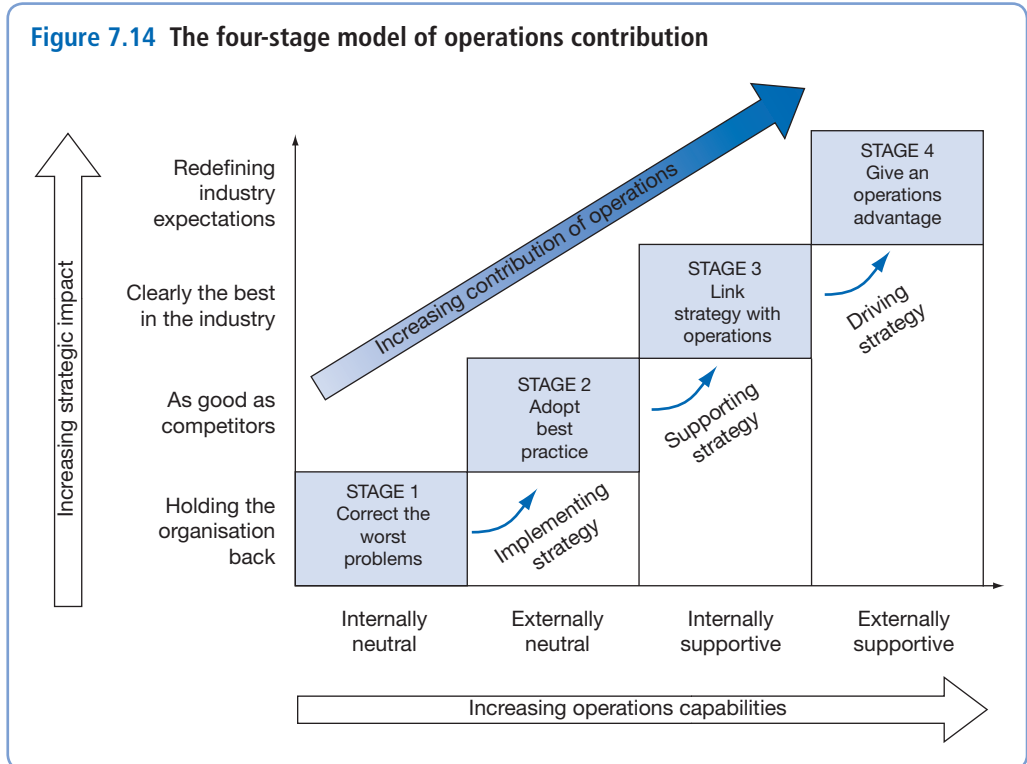 Figure 7.14 The four-stage model of operations contribution
Increasing strategic impact
Redefining
industry
expectations
Clearly the best
in the industry
As good as
competitors
Holding the
organisation
back
Increasing contribution of operations
STAGE 1
Correct the
worst
problems
Implementing
strategy
STAGE 2
Adopt
best
practice
Supporting
strategy
STAGE 3
Link
strategy with
operations
Driving
strategy
STAGE 4
Give an
operations
advantage
Internally
neutral
Externally
neutral
Internally
supportive
Externally
supportive
Increasing operations capabilities